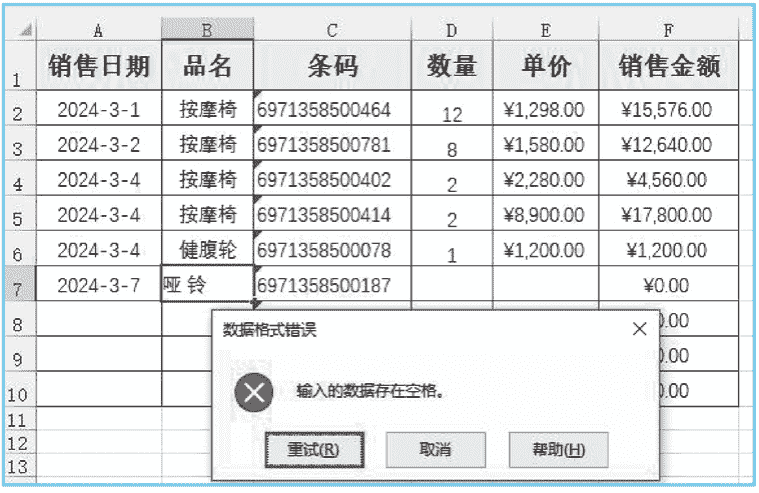 A B C D E F
1 销售日期 品名 条码 数量 单价 销售金额
2 2024-3-1 按摩椅 6971358500464 12 ¥1,298.00 ¥15,576.00
3 2024-3-2 按摩椅 6971358500781 8 ¥1,580.00 ¥12,640.00
4 2024-3-4 按摩椅 6971358500402 2 ¥2,280.00 ¥4,560.00
5 2024-3-4 按摩椅 6971358500414 2 ¥8,900.00 ¥17,800.00
6 2024-3-4 健腹轮 6971358500078 1 ¥1,200.00 ¥1,200.00
7 2024-3-7 哑 铃 6971358500187 ¥0.00
8 0.00
数据格式错误
9 0.00
10 0.00
输入的数据存在空格。
11
12
13
重试(R) 取消 帮助(H)